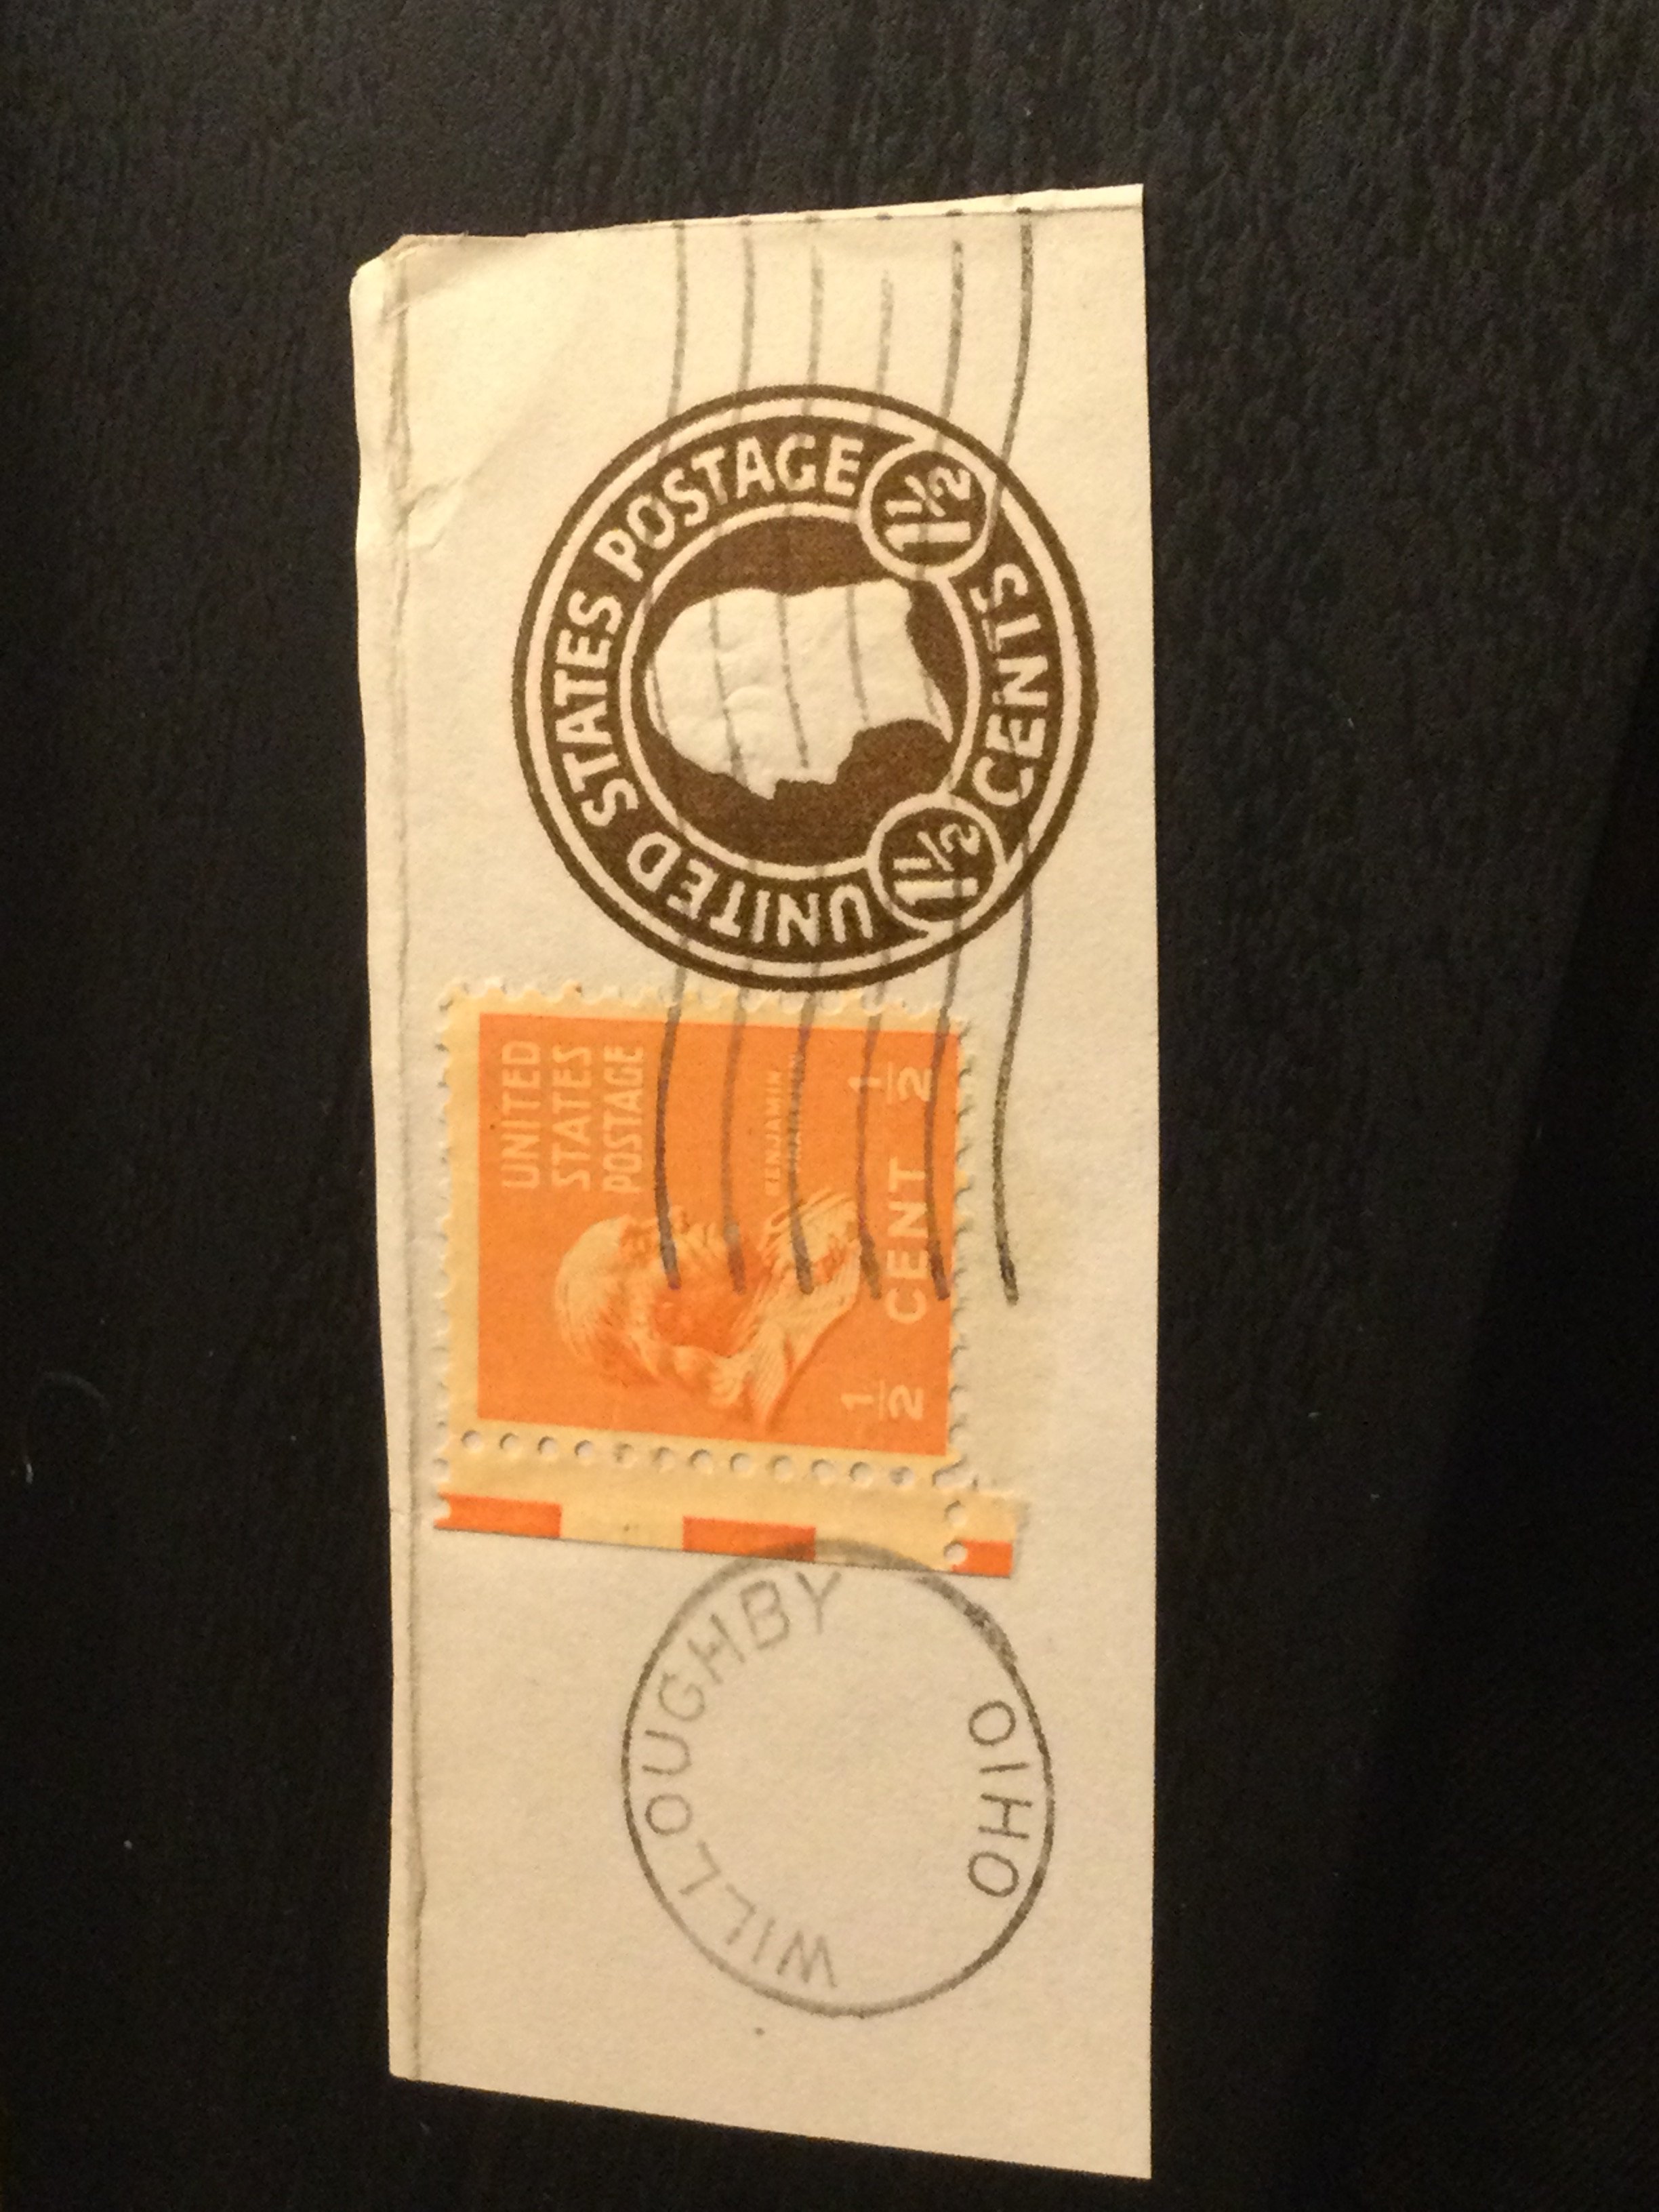 UNITED STATES POSTAGE
1½ CENTS 1½
UNITED
STATES
POSTAGE
BENJAMIN
FRANKLIN
½ CENT ½
WILLOUGHBY
OHIO